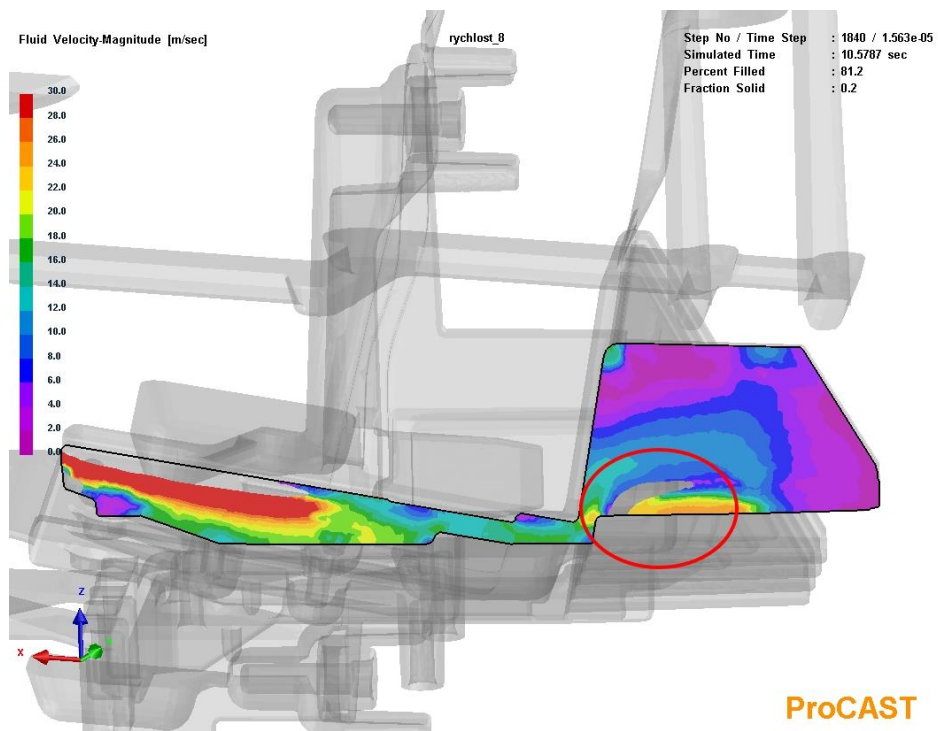 Fluid Velocity-Magnitude [m/sec]
rychlost_8
Step No / Time Step : 1840 / 1.563e-05
Simulated Time : 10.5787 sec
Percent Filled : 81.2
Fraction Solid : 0.2
30.0
28.0
26.0
24.0
22.0
20.0
18.0
16.0
14.0
12.0
10.0
8.0
6.0
4.0
2.0
0.0
Z
X
ProCAST